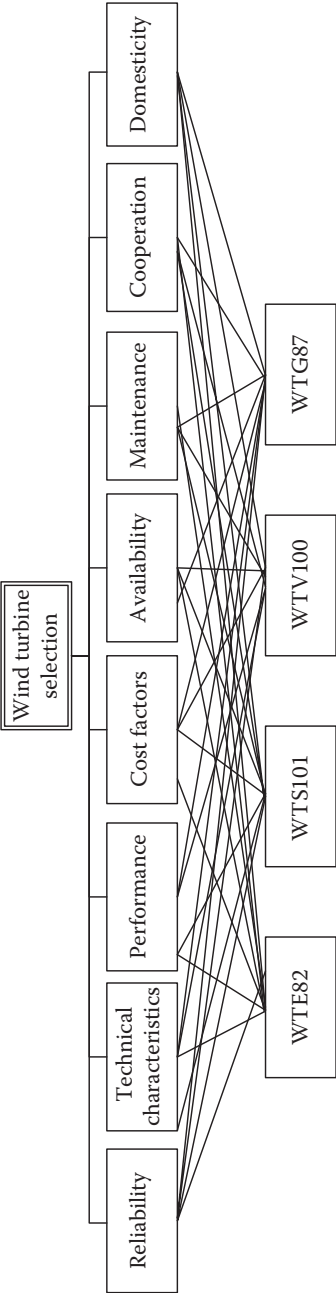 Wind turbine
selection
Reliability
Technical
characteristics
Performance
Cost factors
Availability
Maintenance
Cooperation
Domesticity
WTE82
WTS101
WTV100
WTG87